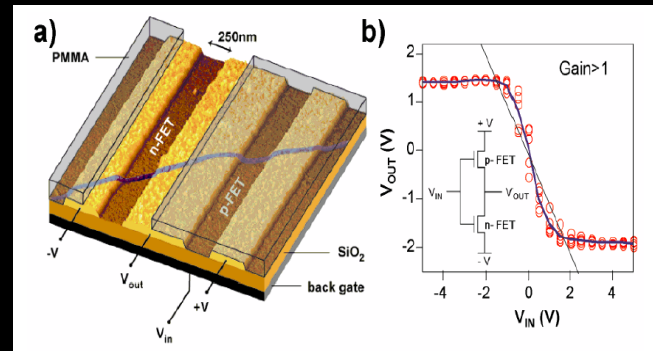 a)
250nm
PMMA
n-FET
p-FET
-V
Vout
+V
Vin
SiO2
back gate
b)
Gain>1
2
1
0
-1
-2
VOUT (V)
+ V
p- FET
VIN
VOUT
n- FET
- V
-4
-2
0
2
4
VIN (V)